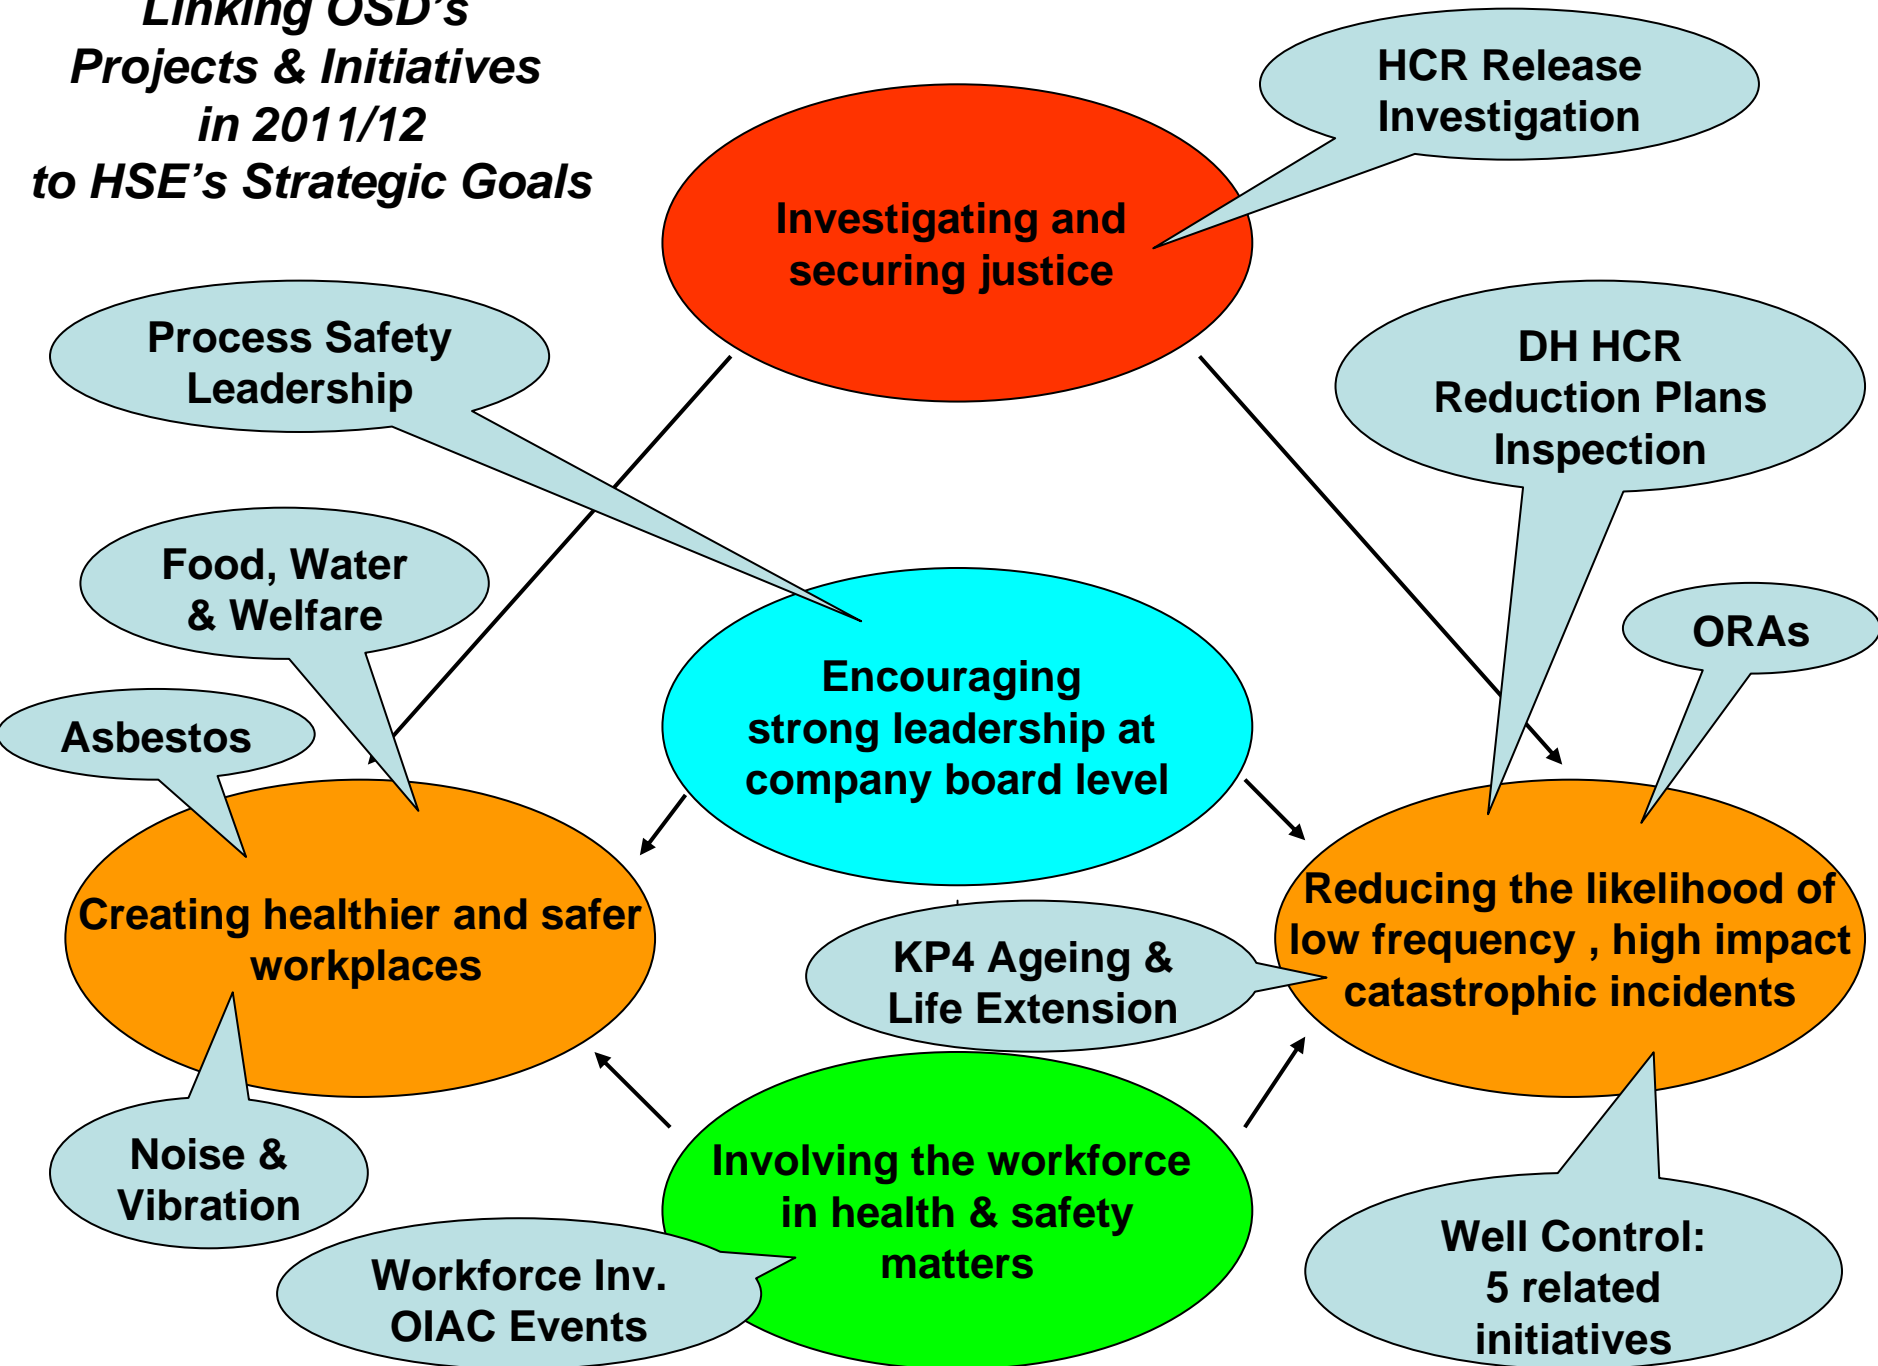 Linking OSD's
Projects & Initiatives
in 2011/12
to HSE's Strategic Goals
HCR Release
Investigation
Investigating and
securing justice
Process Safety
Leadership
DH HCR
Reduction Plans
Inspection
Food, Water
& Welfare
ORAs
Asbestos
Encouraging
strong leadership at
company board level
Creating healthier and safer
workplaces
KP4 Ageing &
Life Extension
Reducing the likelihood of
low frequency , high impact
catastrophic incidents
Noise &
Vibration
Involving the workforce
in health & safety
matters
Workforce Inv.
OIAC Events
Well Control:
5 related
initiatives